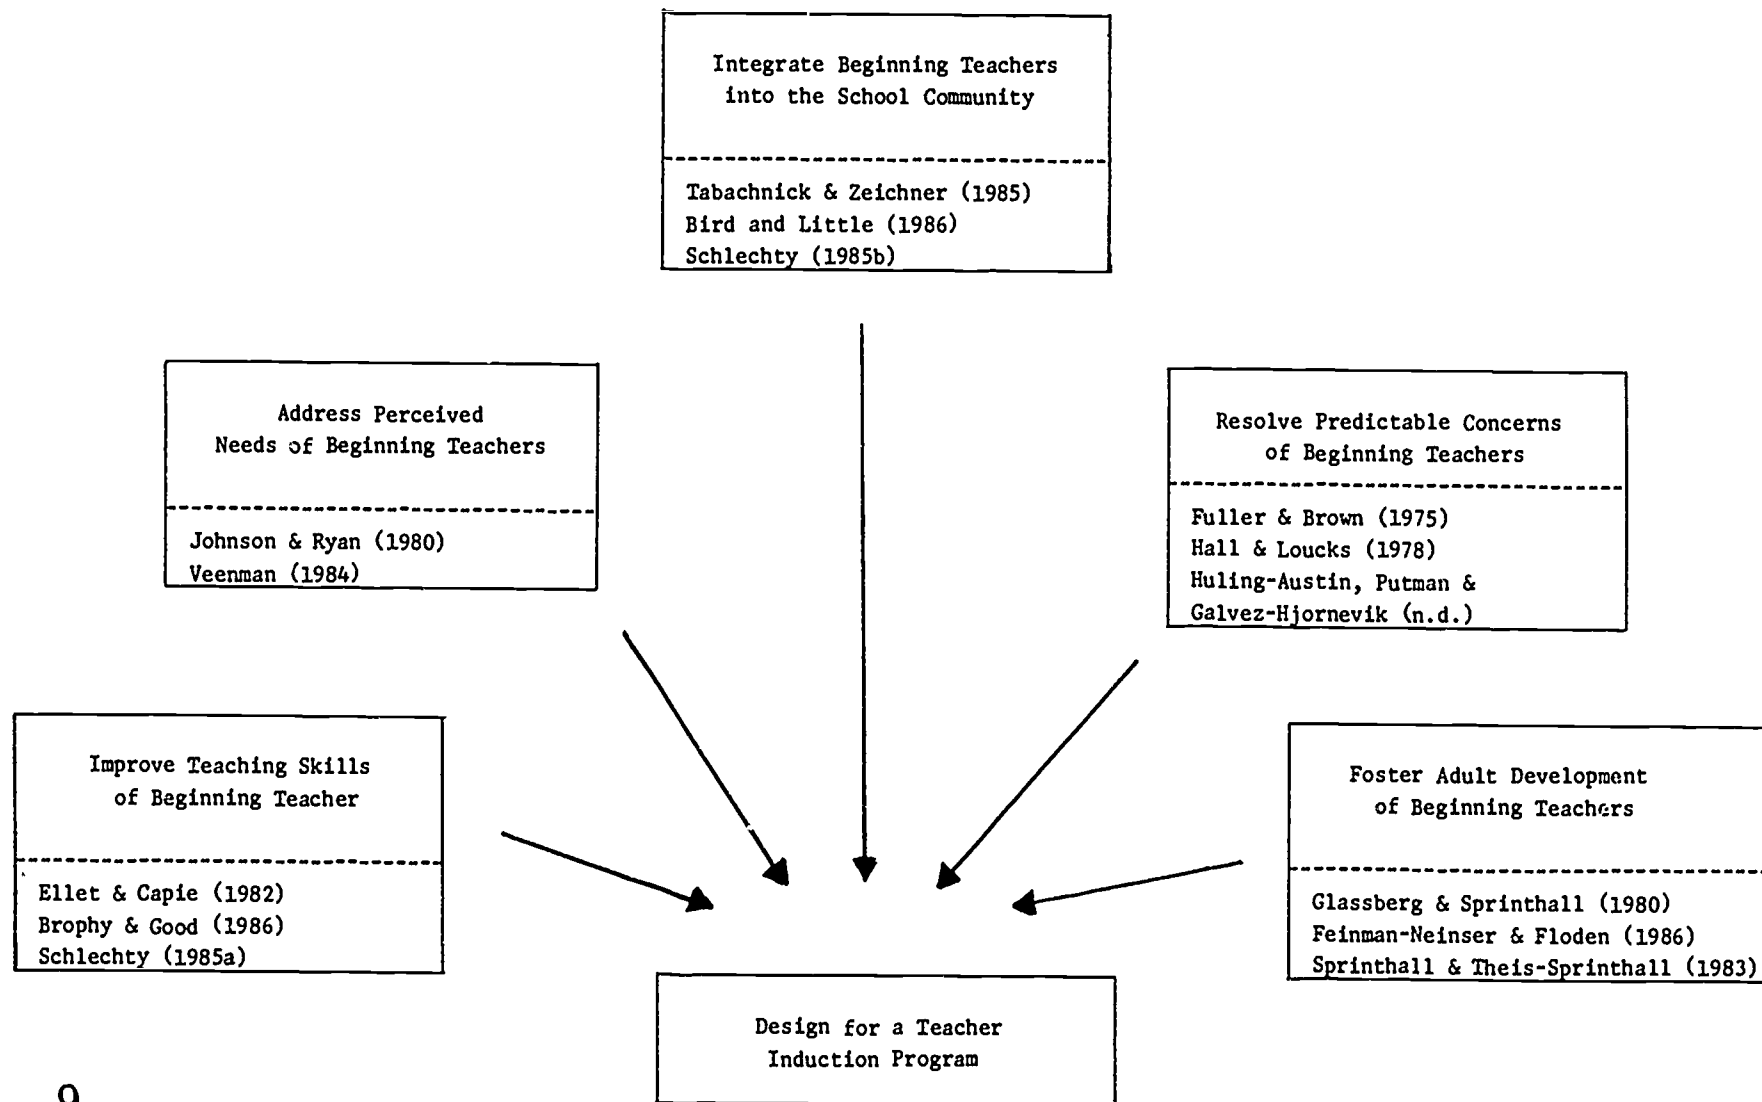 Integrate Beginning Teachers
into the School Community
Tabachnick & Zeichner (1985)
Bird and Little (1986)
Schlechty (1985b)
Address Perceived
Needs of Beginning Teachers
Johnson & Ryan (1980)
Veenman (1984)
Resolve Predictable Concerns
of Beginning Teachers
Fuller & Brown (1975)
Hall & Loucks (1978)
Huling-Austin, Putman &
Galvez-Hjornevik (n.d.)
Improve Teaching Skills
of Beginning Teacher
Ellet & Capie (1982)
Brophy & Good (1986)
Schlechty (1985a)
Foster Adult Development
of Beginning Teachers
Glassberg & Sprinthall (1980)
Feinman-Neinser & Floden (1986)
Sprinthall & Theis-Sprinthall (1983)
Design for a Teacher
Induction Program
9